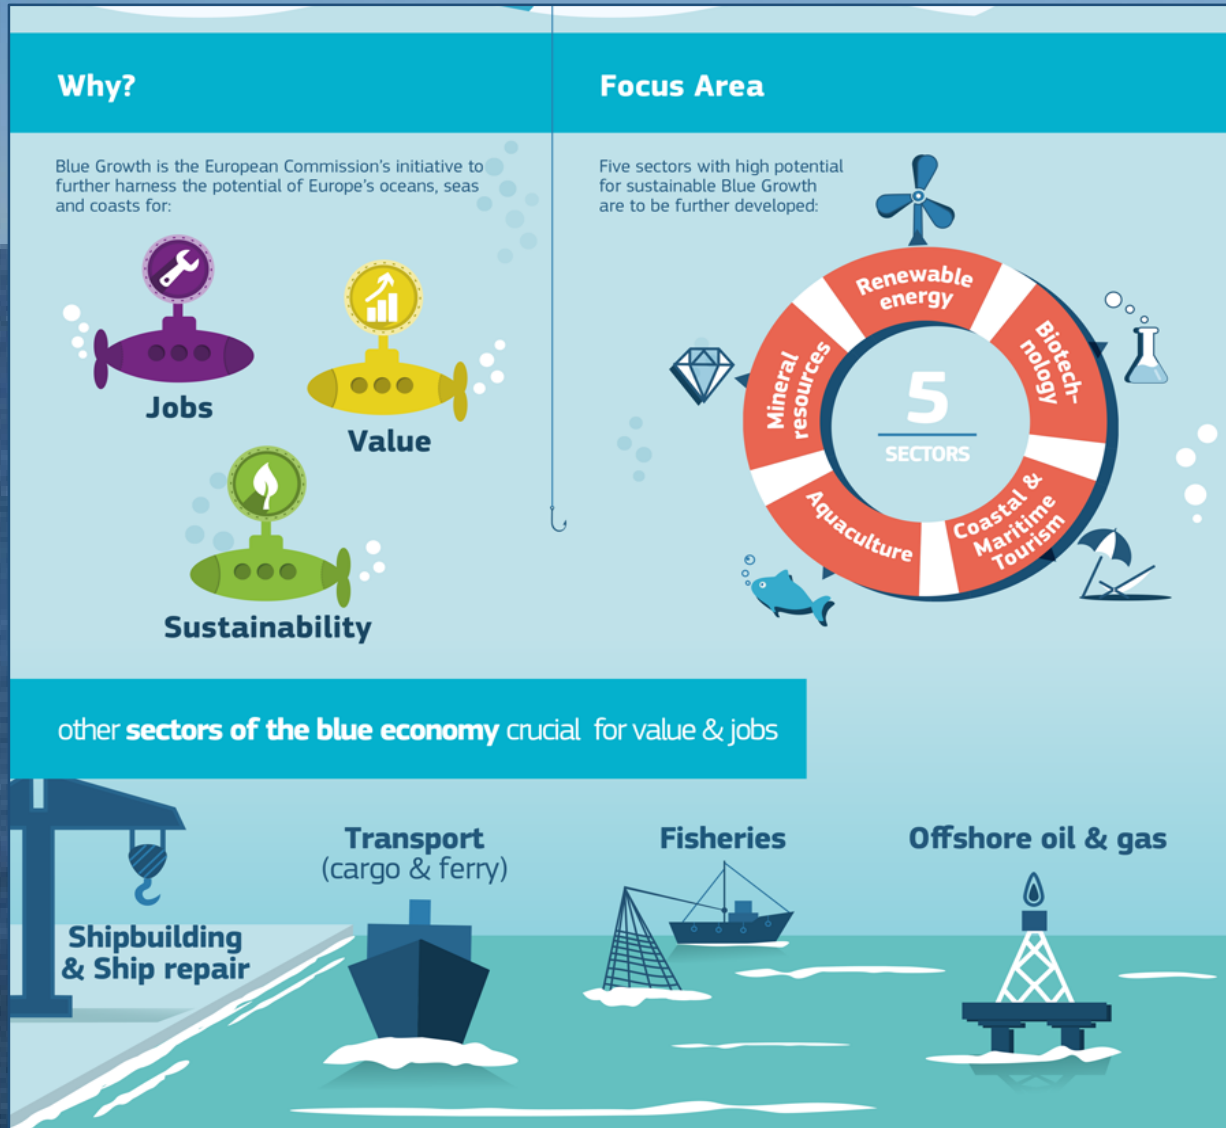 Why?
Blue Growth is the European Commission's initiative to
further harness the potential of Europe's oceans, seas
and coasts for:
Jobs
Value
Sustainability
Focus Area
Five sectors with high potential
for sustainable Blue Growth
are to be further developed:
Renewable
energy
Biotech-
nology
Coastal &
Maritime
Tourism
Aquaculture
Mineral
resources
5
SECTORS
other sectors of the blue economy crucial for value & jobs
Shipbuilding
& Ship repair
Transport
(cargo & ferry)
Fisheries
Offshore oil & gas